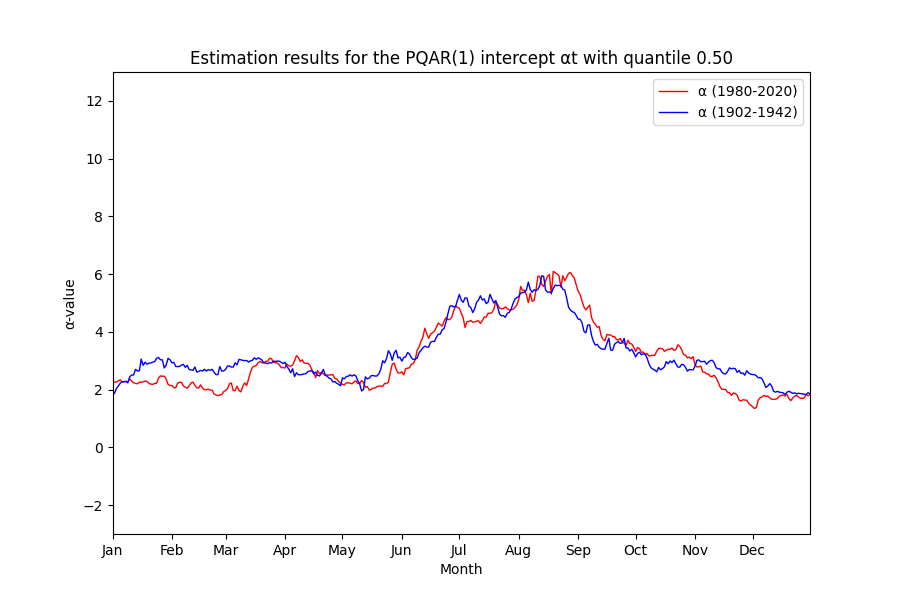 Estimation results for the PQAR(1) intercept αt with quantile 0.50
α (1980-2020)
α (1902-1942)
12
10
8
6
4
2
0
−2
α-value
Jan Feb Mar Apr May Jun Jul Aug Sep Oct Nov Dec
Month